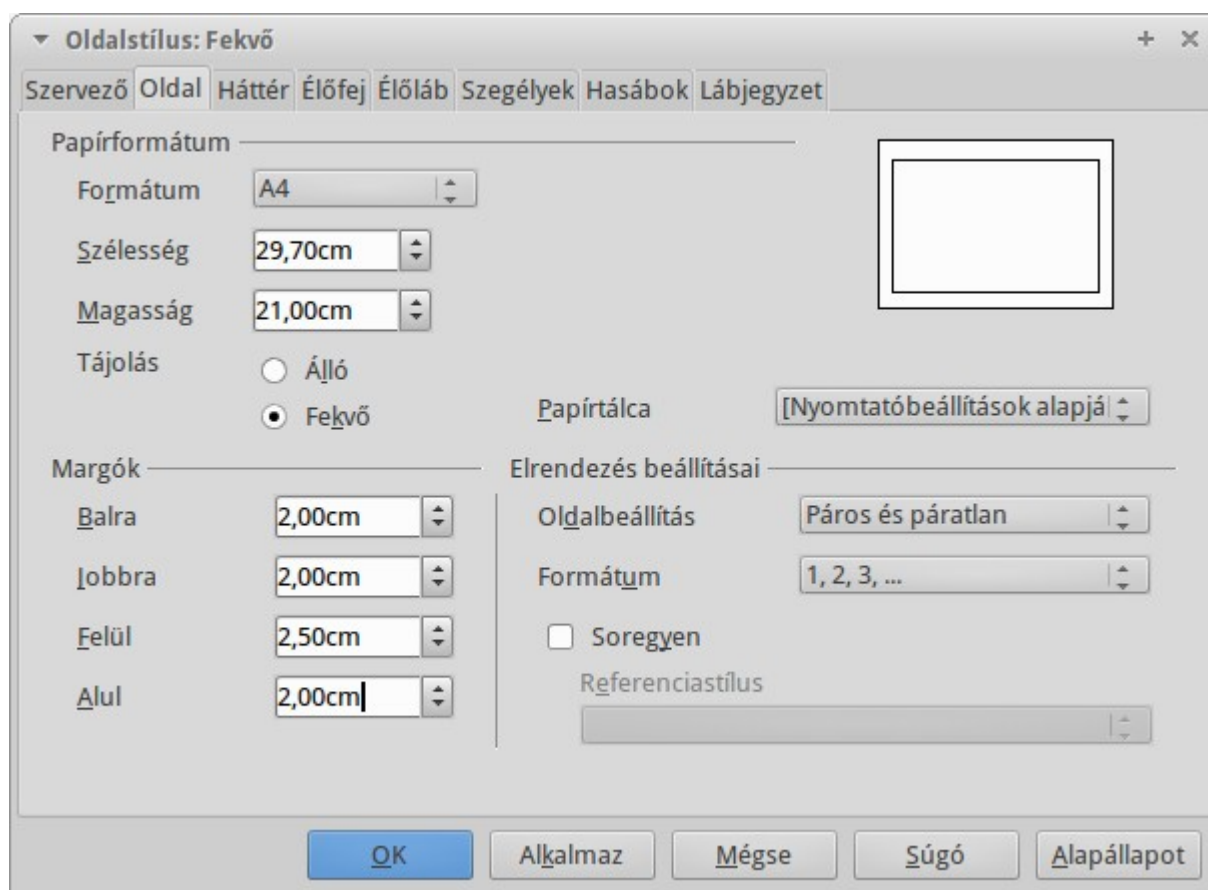 Oldalstílus: Fekvő
Szervező Oldal Háttér Élőfej Élőláb Szegélyek Hasábok Lábjegyzet
Papírformátum
Formátum A4
Szélesség 29,70cm
Magasság 21,00cm
Tájolás Álló
Fekvő
Papírtálca [Nyomtatóbeállítások alapjá
Margók
Balra 2,00cm
Jobbra 2,00cm
Felül 2,50cm
Alul 2,00cm
Elrendezés beállításai
Oldalbeállítás Páros és páratlan
Formátum 1, 2, 3, ...
Soregyen
Referenciastílus
OK Alkalmaz Mégse Súgó Alapállapot